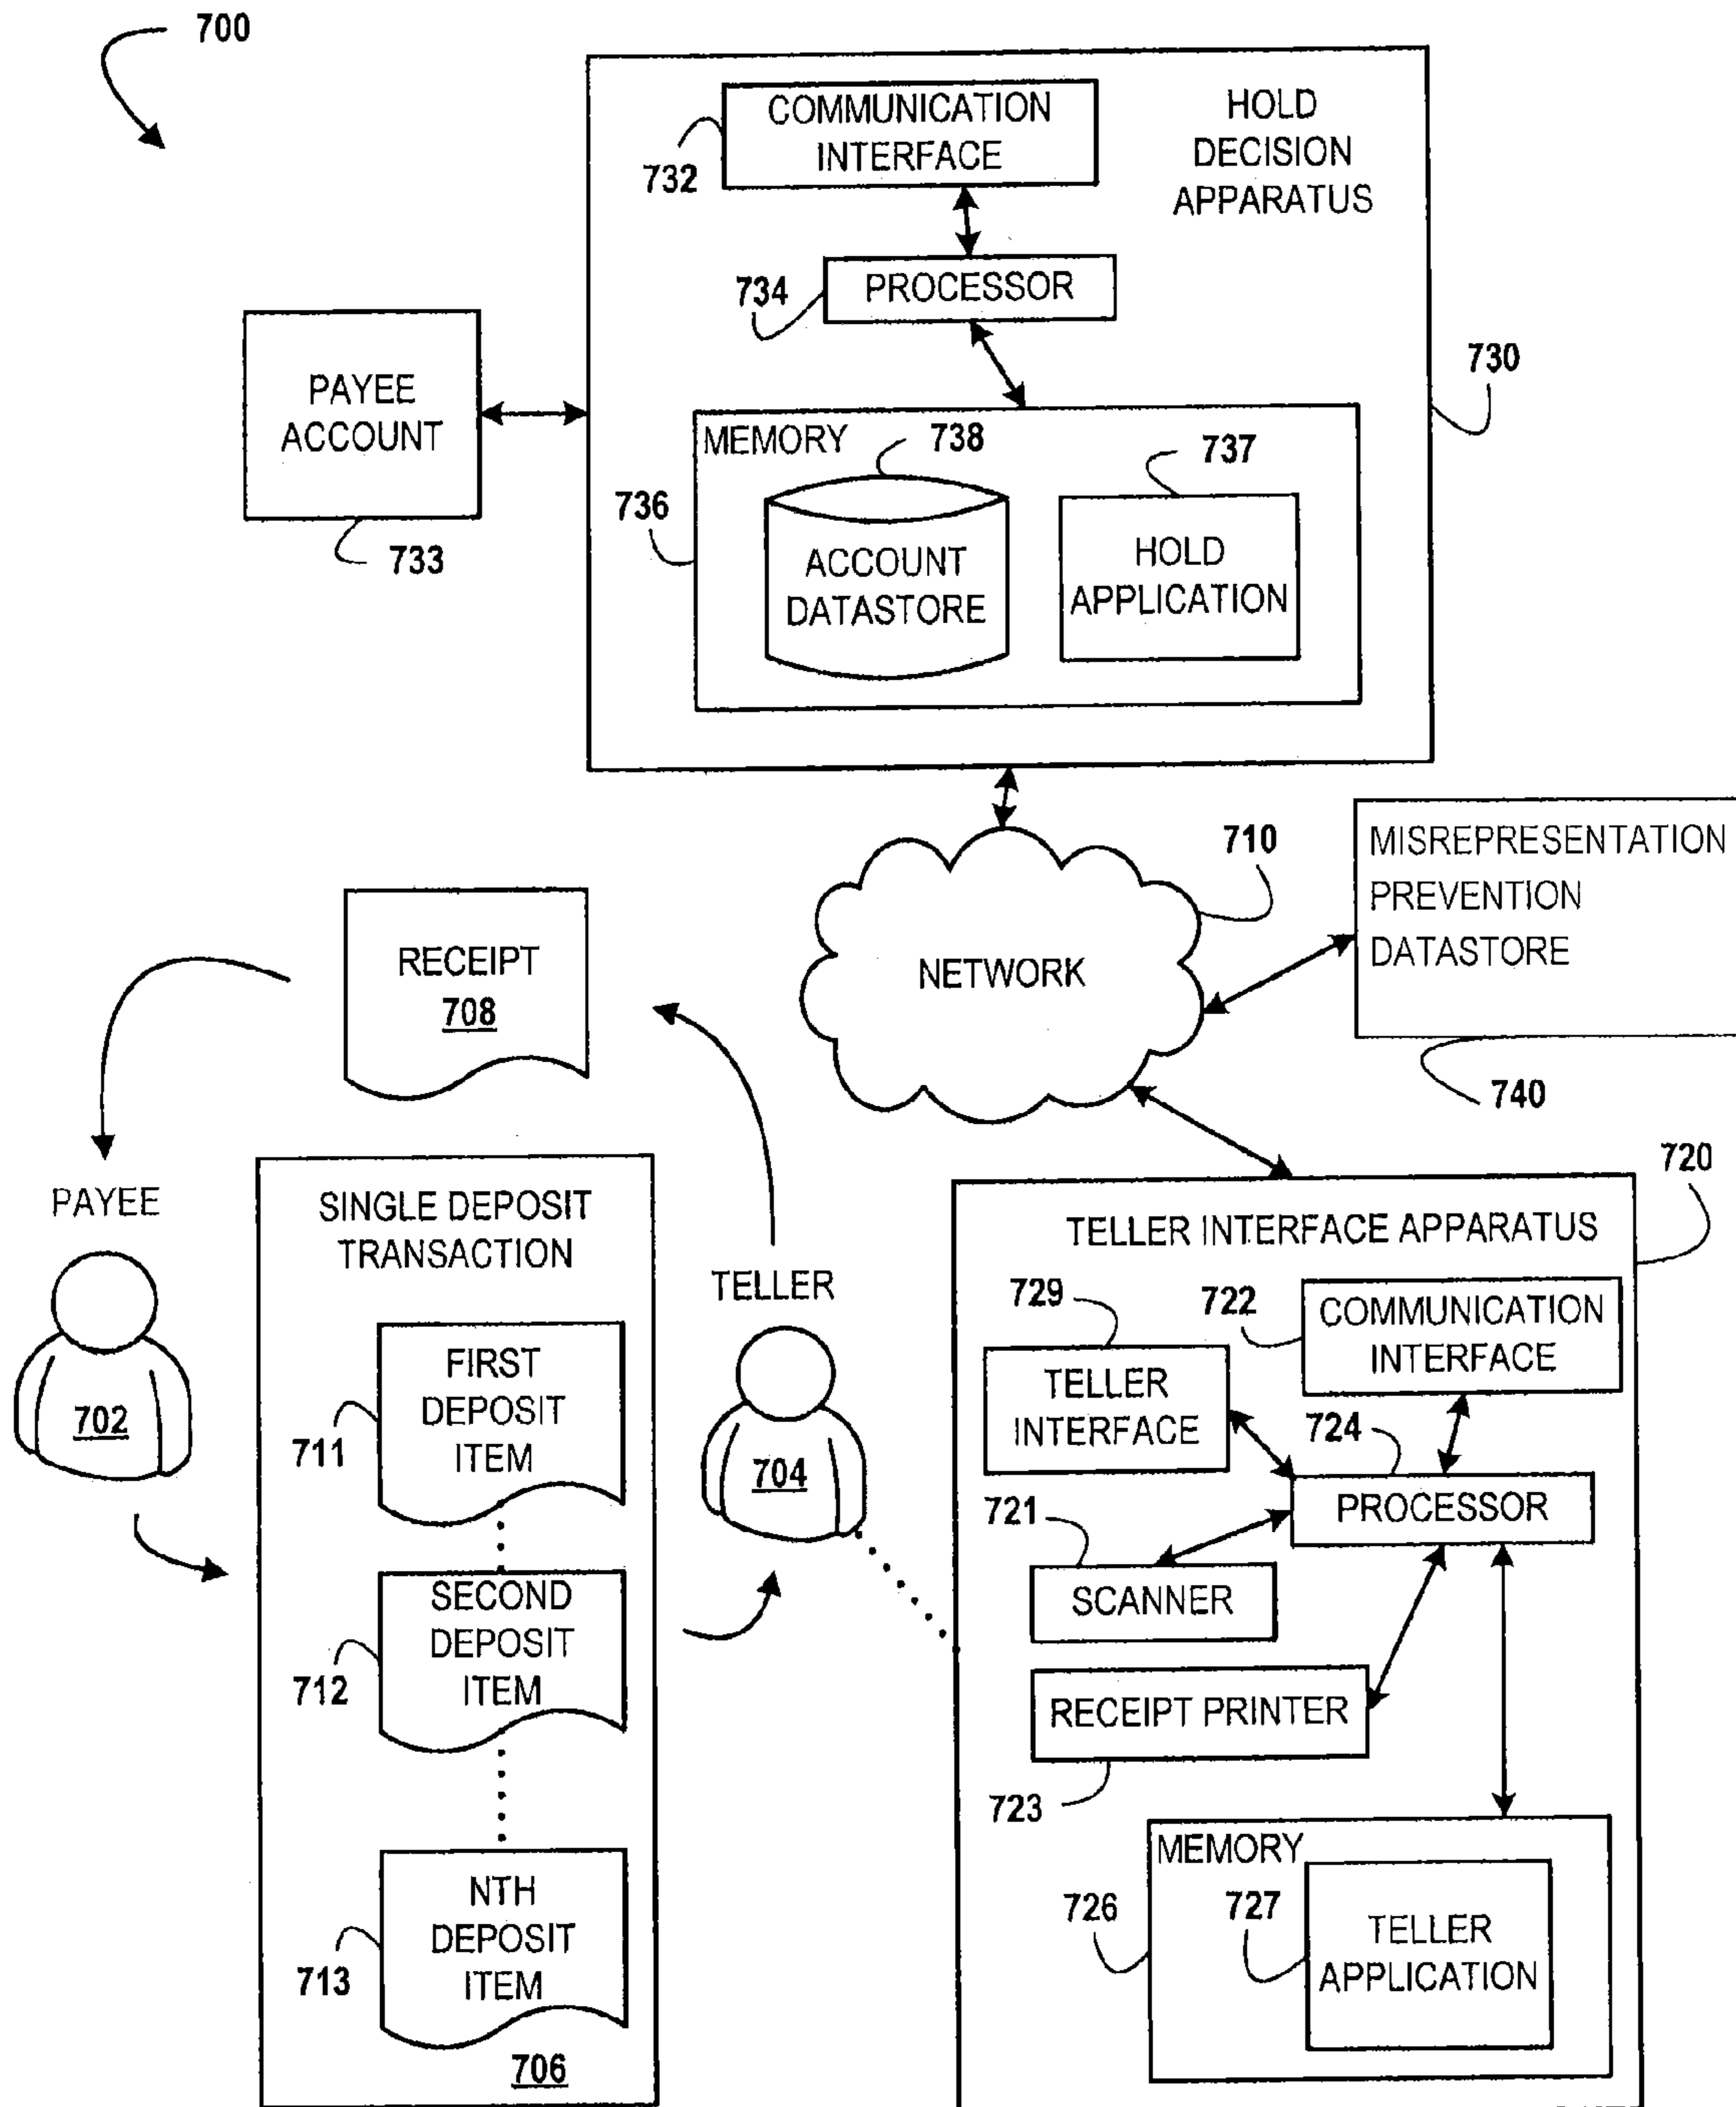 700
COMMUNICATION
INTERFACE
732
HOLD
DECISION
APPARATUS
734
PROCESSOR
730
PAYEE
ACCOUNT
733
MEMORY
738
737
736
ACCOUNT
DATASTORE
HOLD
APPLICATION
710
NETWORK
MISREPRESENTATION
PREVENTION
DATASTORE
740
RECEIPT
708
PAYEE
702
SINGLE DEPOSIT
TRANSACTION
FIRST
DEPOSIT
ITEM
711
SECOND
DEPOSIT
ITEM
712
NTH
DEPOSIT
ITEM
713
706
TELLER
704
720
TELLER INTERFACE APPARATUS
729
722
COMMUNICATION
INTERFACE
TELLER
INTERFACE
724
PROCESSOR
721
SCANNER
RECEIPT PRINTER
723
MEMORY
726
727
TELLER
APPLICATION